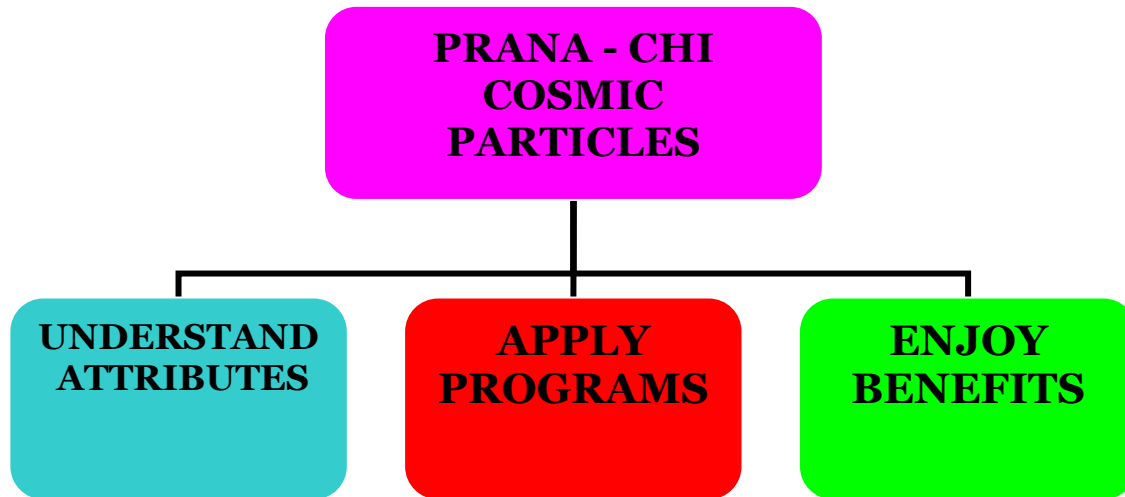 PRANA - CHI
COSMIC
PARTICLES
UNDERSTAND
ATTRIBUTES
APPLY
PROGRAMS
ENJOY
BENEFITS